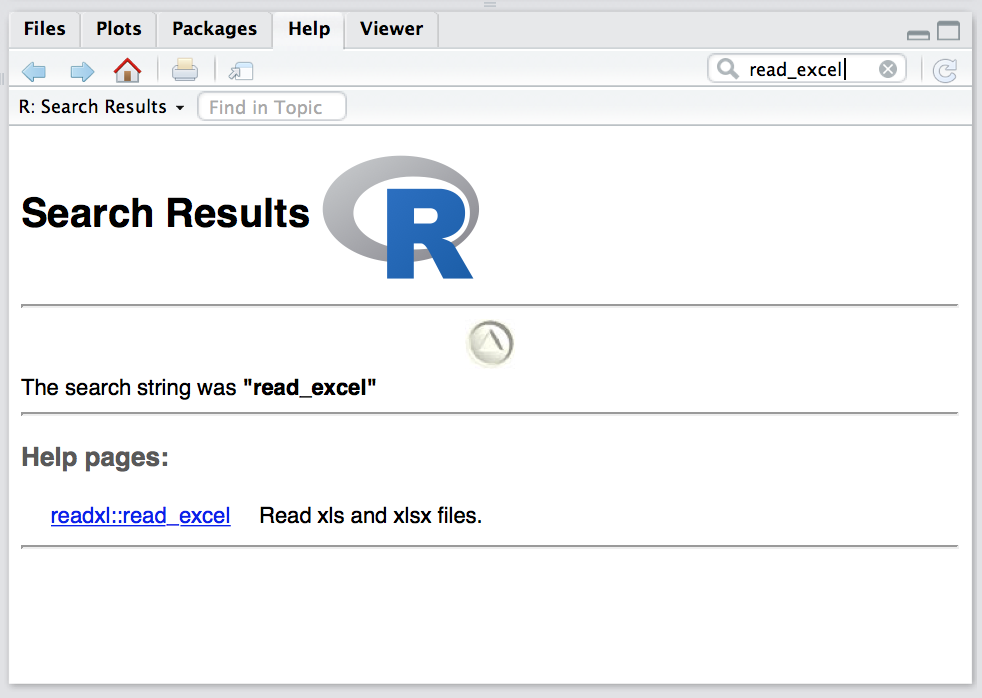 Files Plots Packages Help Viewer
read_excel
R: Search Results Find in Topic
Search Results R
The search string was "read_excel"
Help pages:
readxl::read_excel Read xls and xlsx files.